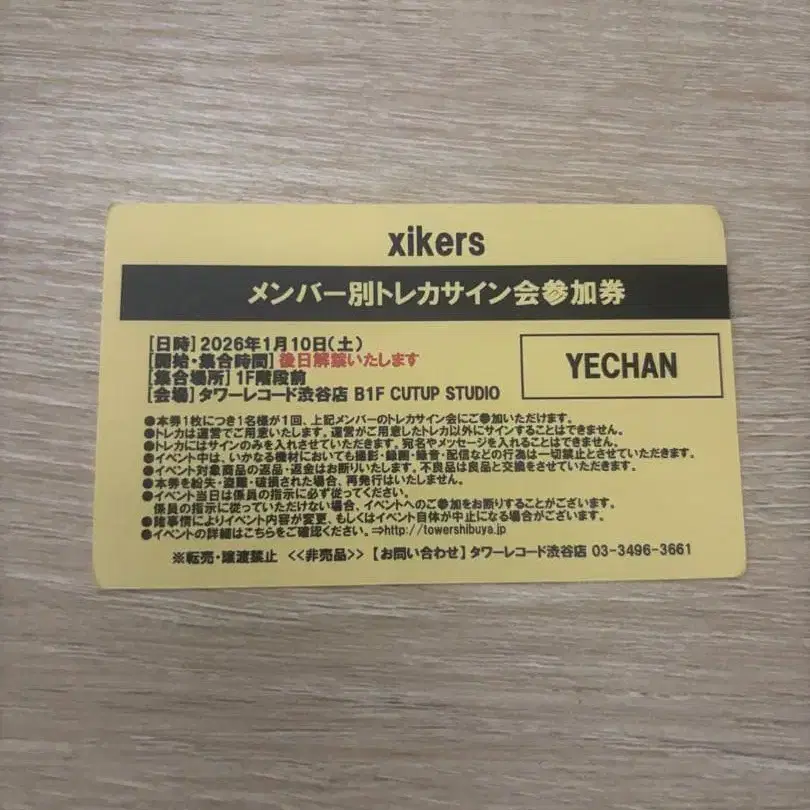 xikers
メンバー別トレカサイン会参加券
[日時] 2026年1月10日(土)
[開始・集合時間] 後日解禁いたします
[集合場所] 1F階段前
[会場] タワーレコード渋谷店 B1F CUTUP STUDIO
YECHAN
●本券1枚につき1名様が1回、上記メンバーのトレカサイン会にご参加いただけます。
●トレカは運営でご用意いたします。運営がご用意したトレカ以外にサインすることはできません。
●トレカにはサインのみを入れさせていただきます。宛名やメッセージを入れることはできません。
●イベント中は、いかなる機材においても撮影・録画・録音・配信などの行為は一切禁止とさせていただきます。
●イベント対象商品の返品・返金はお断りいたします。不良品は良品と交換をさせていただきます。
●本券を紛失・盗難・破損された場合、再発行はいたしません。
●イベント当日は係員の指示に必ず従ってください。
係員の指示に従っていただけない場合、イベントへのご参加をお断りすることがございます。
●諸事情によりイベント内容が変更、もしくはイベント自体が中止になる場合がございます。
●イベントの詳細はこちらをご確認ください。⇒http://towershibuya.jp
※転売・譲渡禁止 <<非売品>> 【お問い合わせ】タワーレコード渋谷店 03-3496-3661